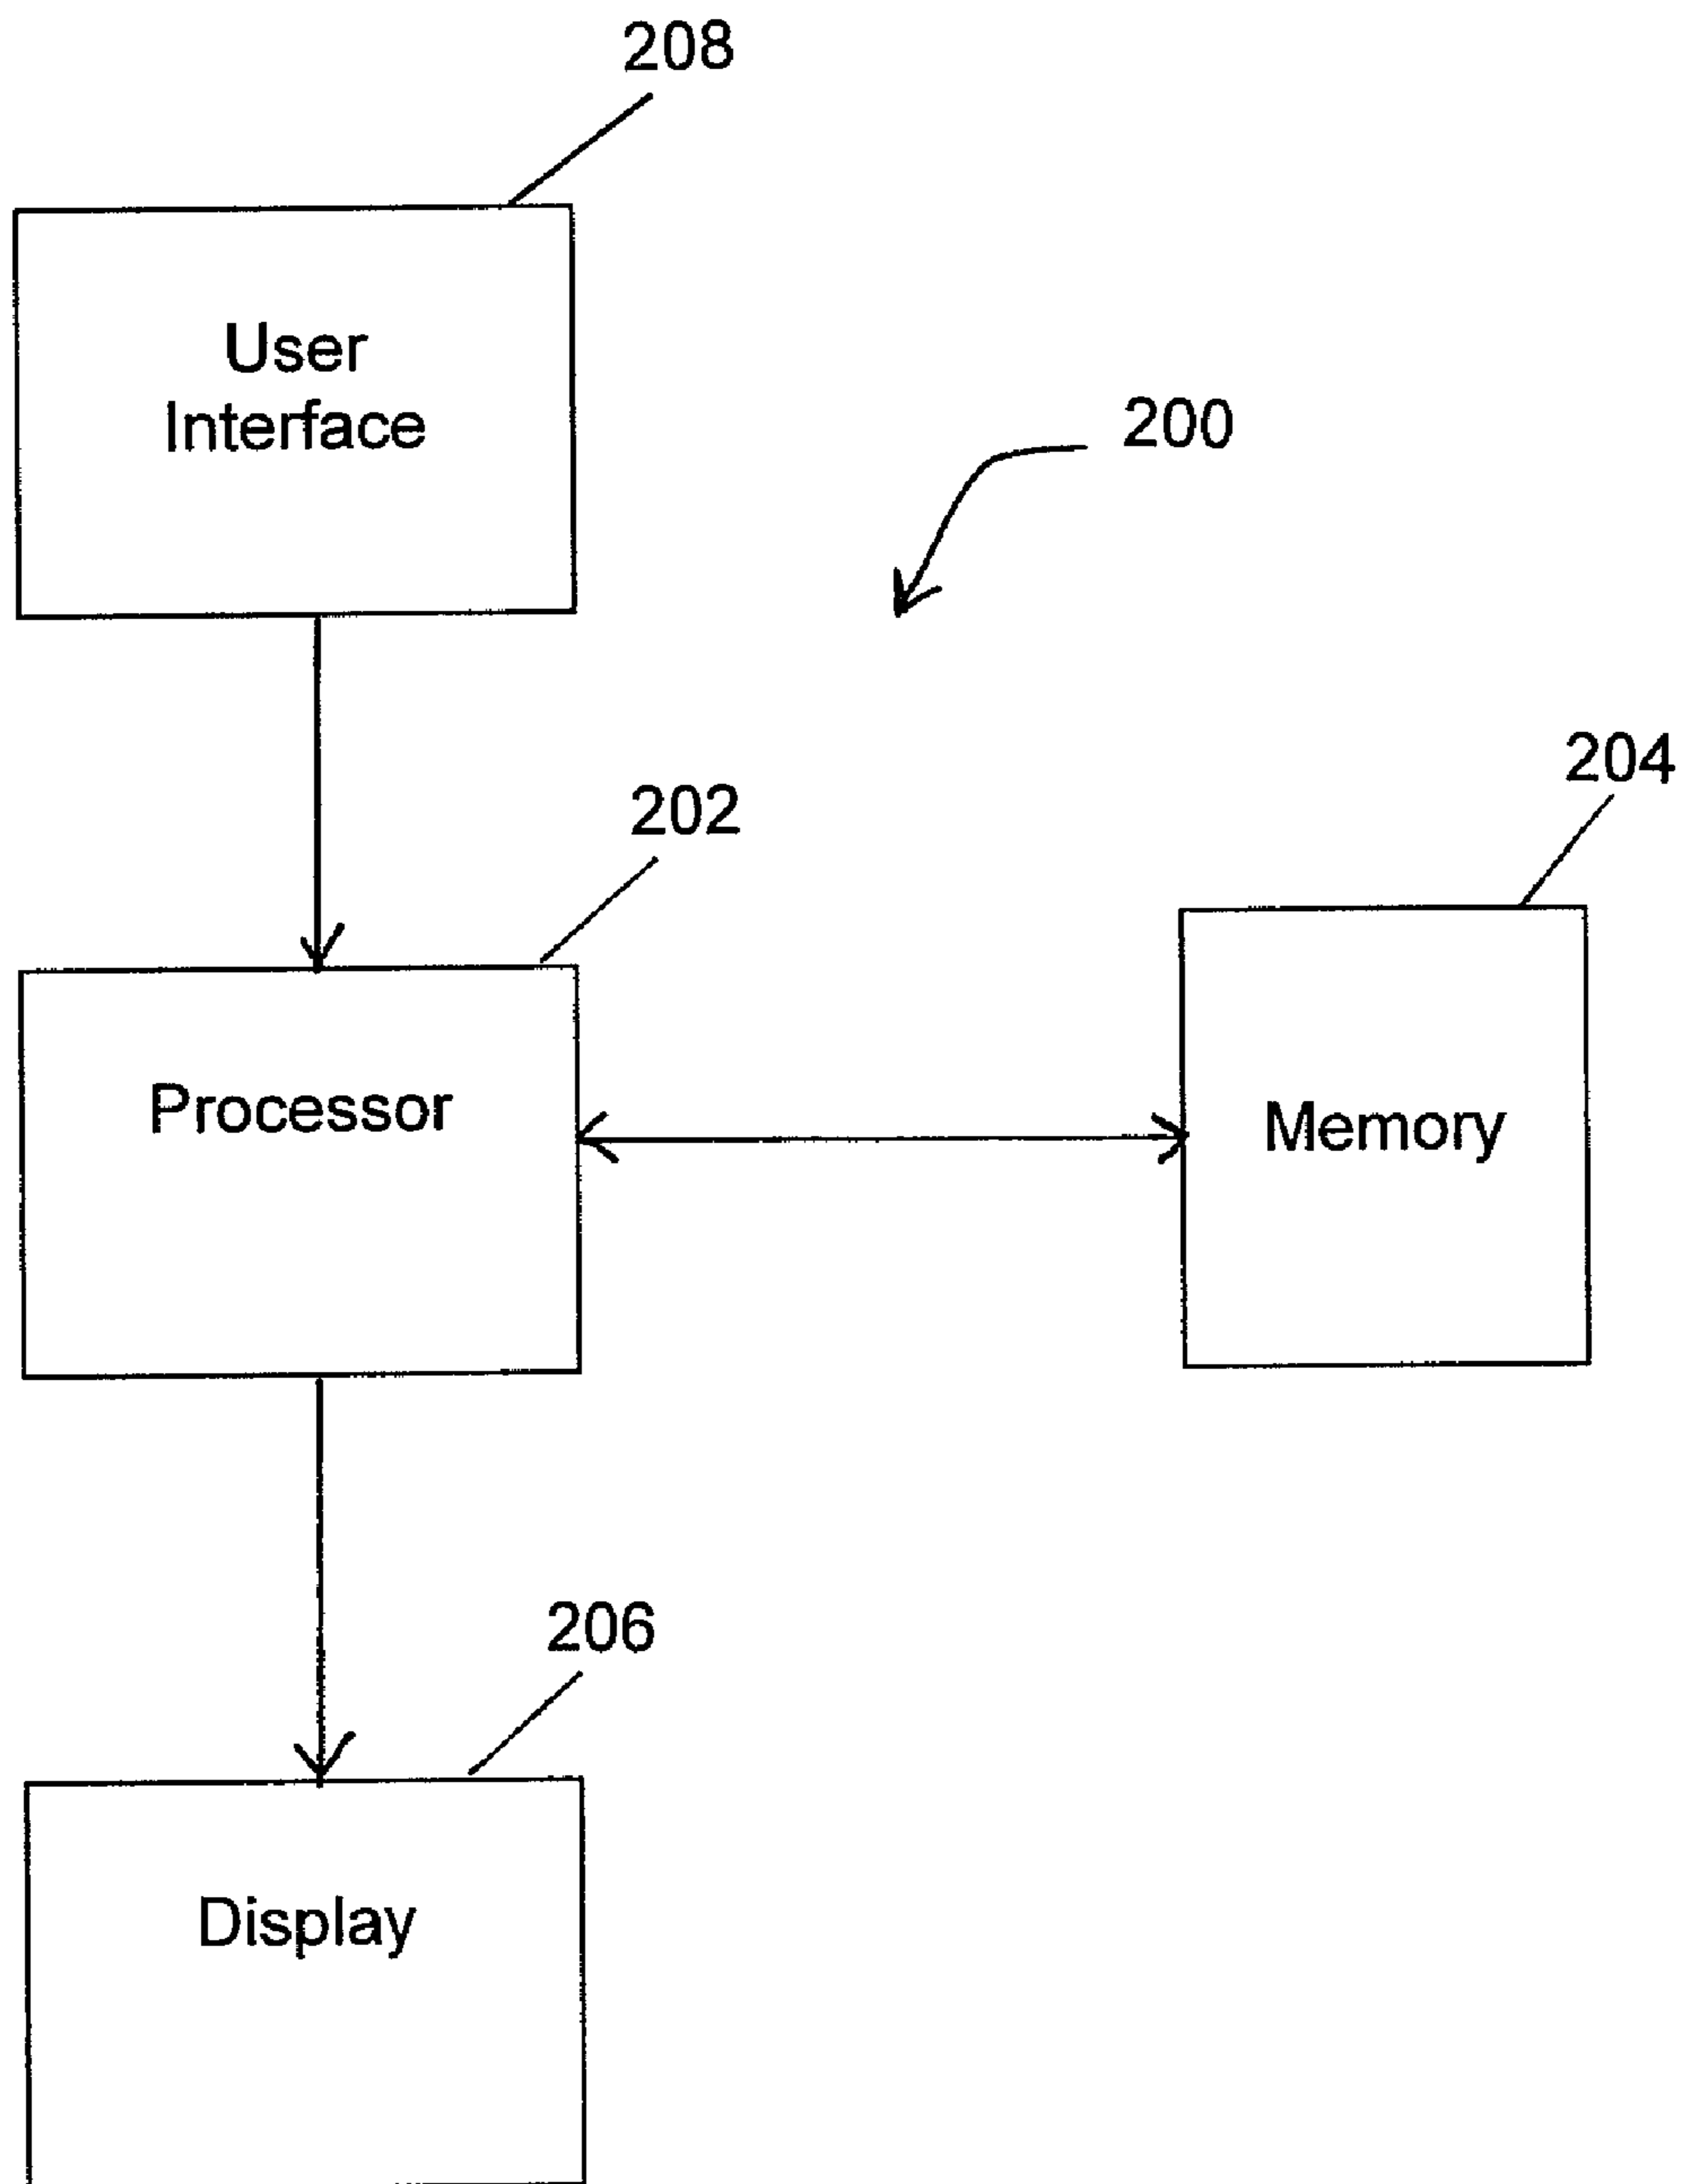 208
User
Interface
200
204
202
Processor
Memory
206
Display